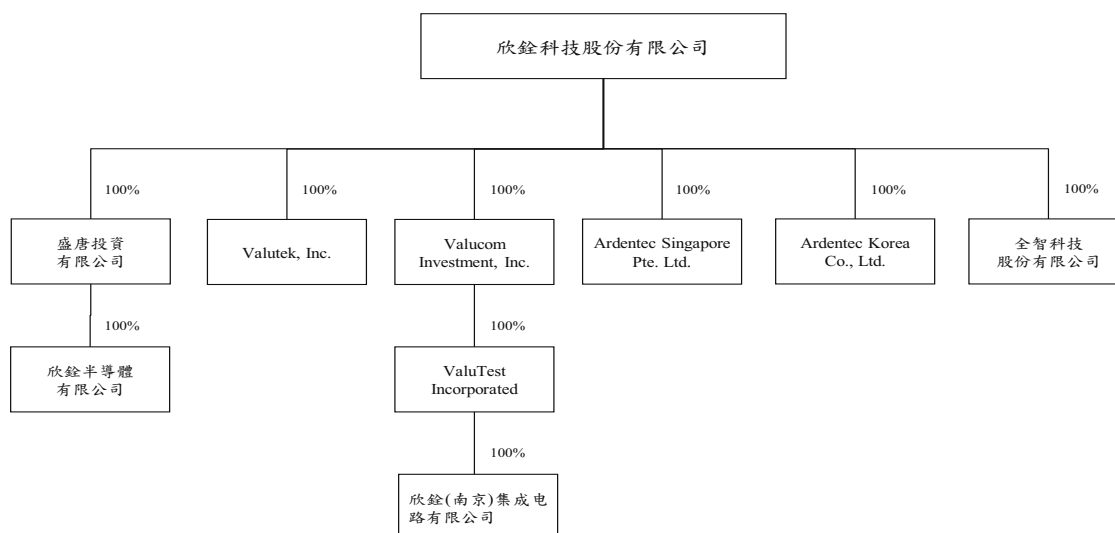 欣銓科技股份有限公司
100%
100%
100%
100%
100%
100%
盛唐投資
有限公司
Valutek, Inc.
Valucom
Investment, Inc.
Ardentec Singapore
Pte. Ltd.
Ardentec Korea
Co., Ltd.
全智科技
股份有限公司
100%
100%
欣銓半導體
有限公司
ValuTest
Incorporated
100%
欣銓(南京)集成电
路有限公司